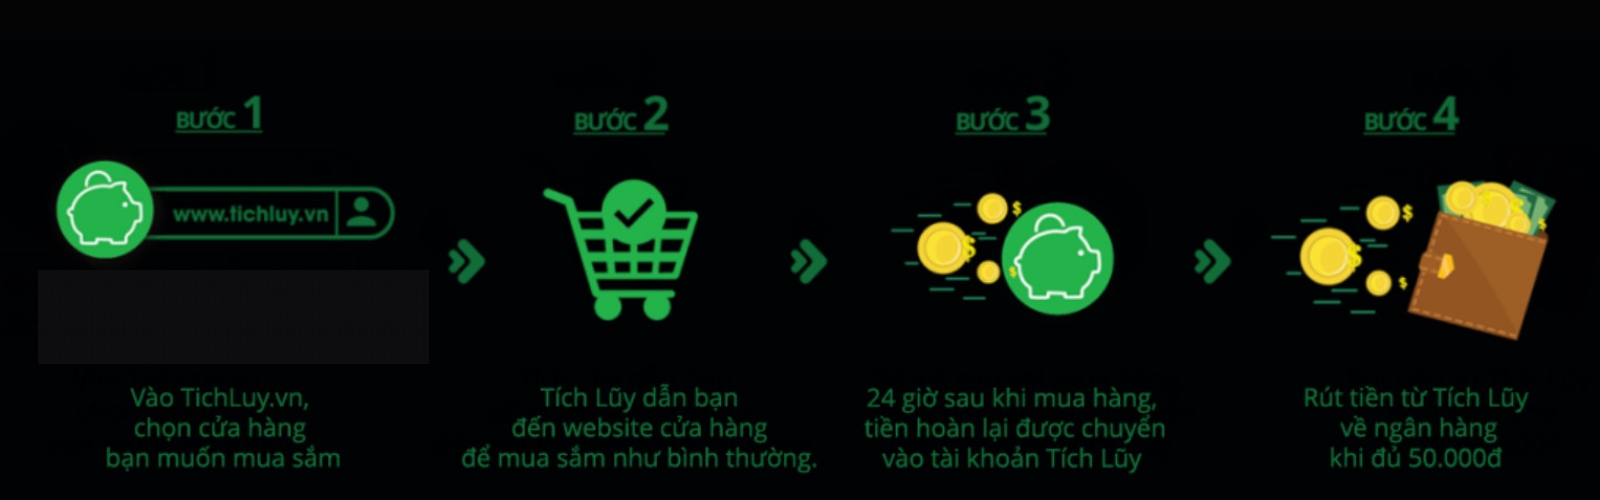 BƯỚC 1
www.tichluy.vn
Vào TichLuy.vn,
chọn cửa hàng
bạn muốn mua sắm
BƯỚC 2
Tích Lũy dẫn bạn
đến website cửa hàng
để mua sắm như bình thường.
BƯỚC 3
$
$
$
24 giờ sau khi mua hàng,
tiền hoàn lại được chuyển
vào tài khoản Tích Lũy
BƯỚC 4
$
$
$
Rút tiền từ Tích Lũy
về ngân hàng
khi đủ 50.000đ